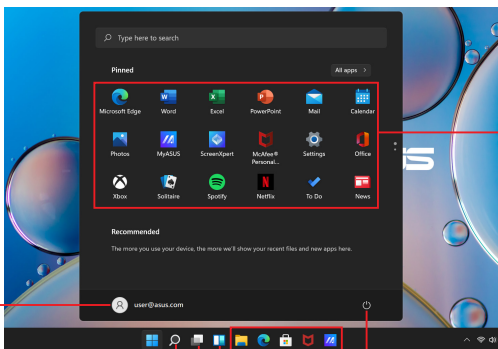 Type here to search
Pinned
All apps >
Microsoft Edge Word Excel PowerPoint Mail Calendar
Photos MyASUS ScreenXpert McAfee® Settings Office
Personal...
Xbox Solitaire Spotify Netflix To Do News
Recommended
The more you use your device, the more we'll show your recent files and new apps here.
user@asus.com